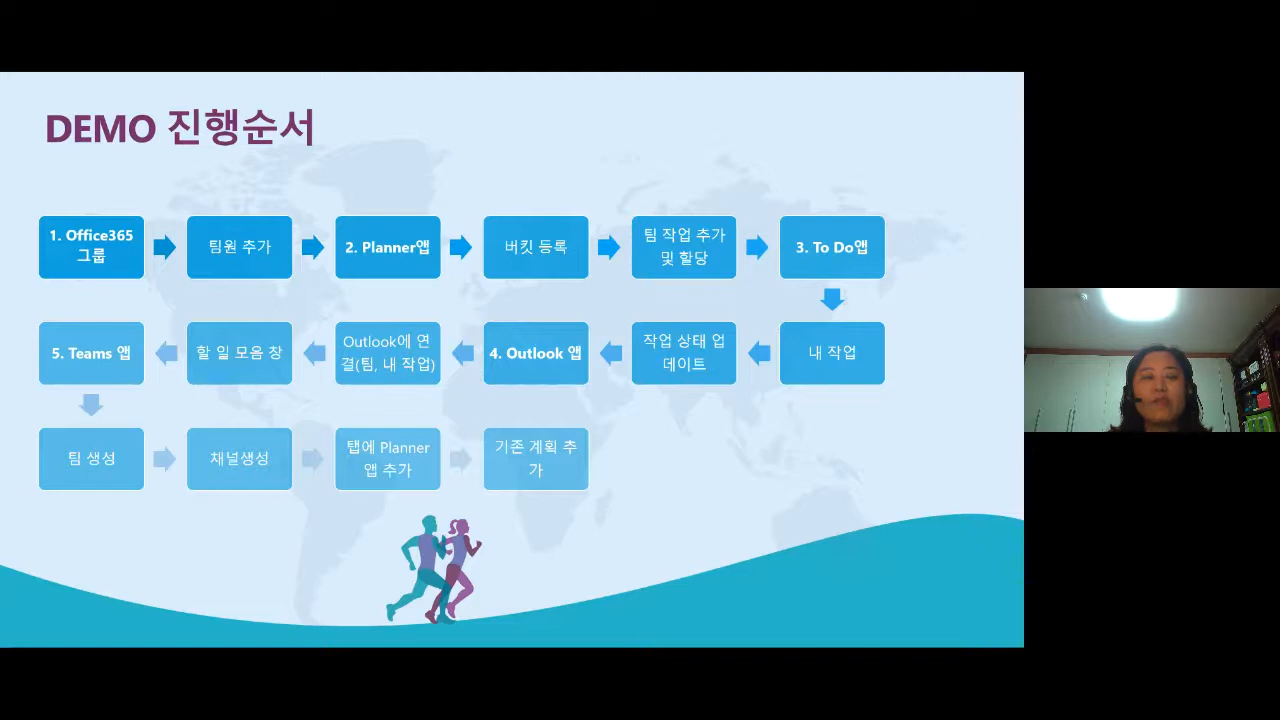 DEMO 진행순서
1. Office365
그룹
팀원 추가
2. Planner앱
버킷 등록
팀 작업 추가
및 할당
3. To Do앱
내 작업
작업 상태 업
데이트
4. Outlook 앱
Outlook에 연
결(팀, 내 작업)
할 일 모음 창
5. Teams 앱
팀 생성
채널생성
탭에 Planner
앱 추가
기존 계획 추
가